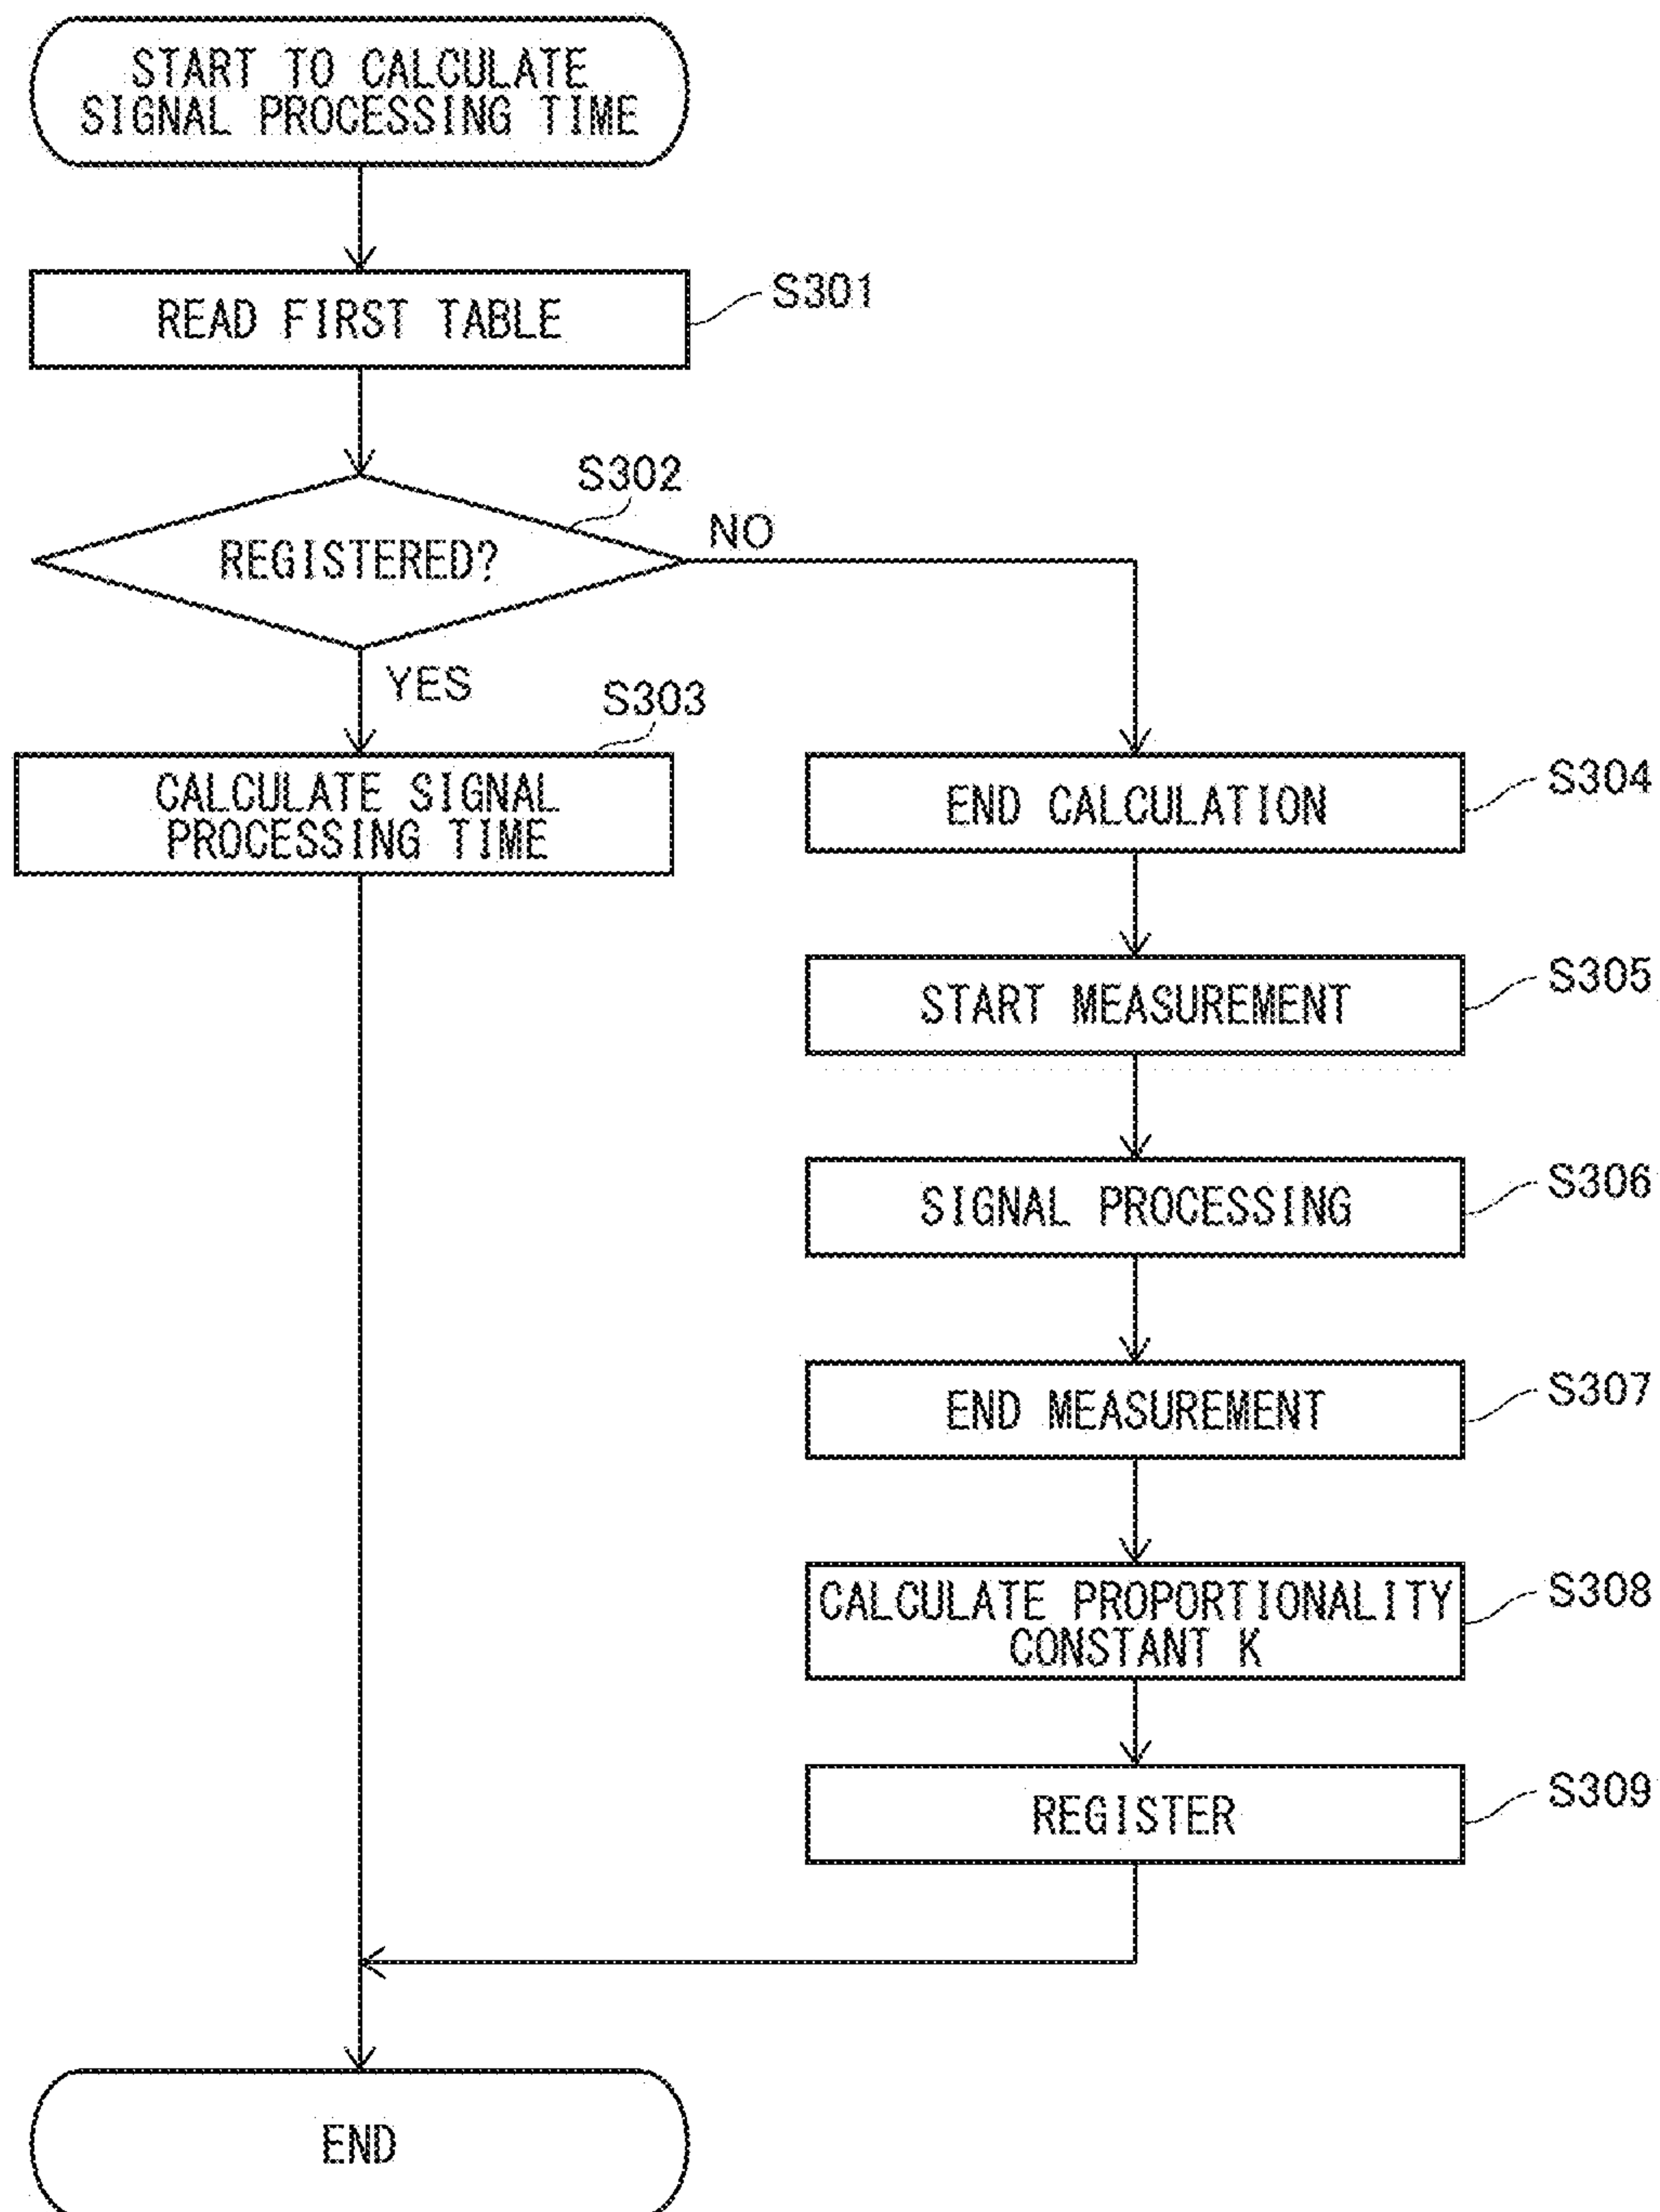 START TO CALCULATE
SIGNAL PROCESSING TIME
READ FIRST TABLE
S301
S302
REGISTERED?
NO
YES
S303
CALCULATE SIGNAL
PROCESSING TIME
END CALCULATION
S304
START MEASUREMENT
S305
SIGNAL PROCESSING
S306
END MEASUREMENT
S307
CALCULATE PROPORTIONALITY
CONSTANT K
S308
REGISTER
S309
END